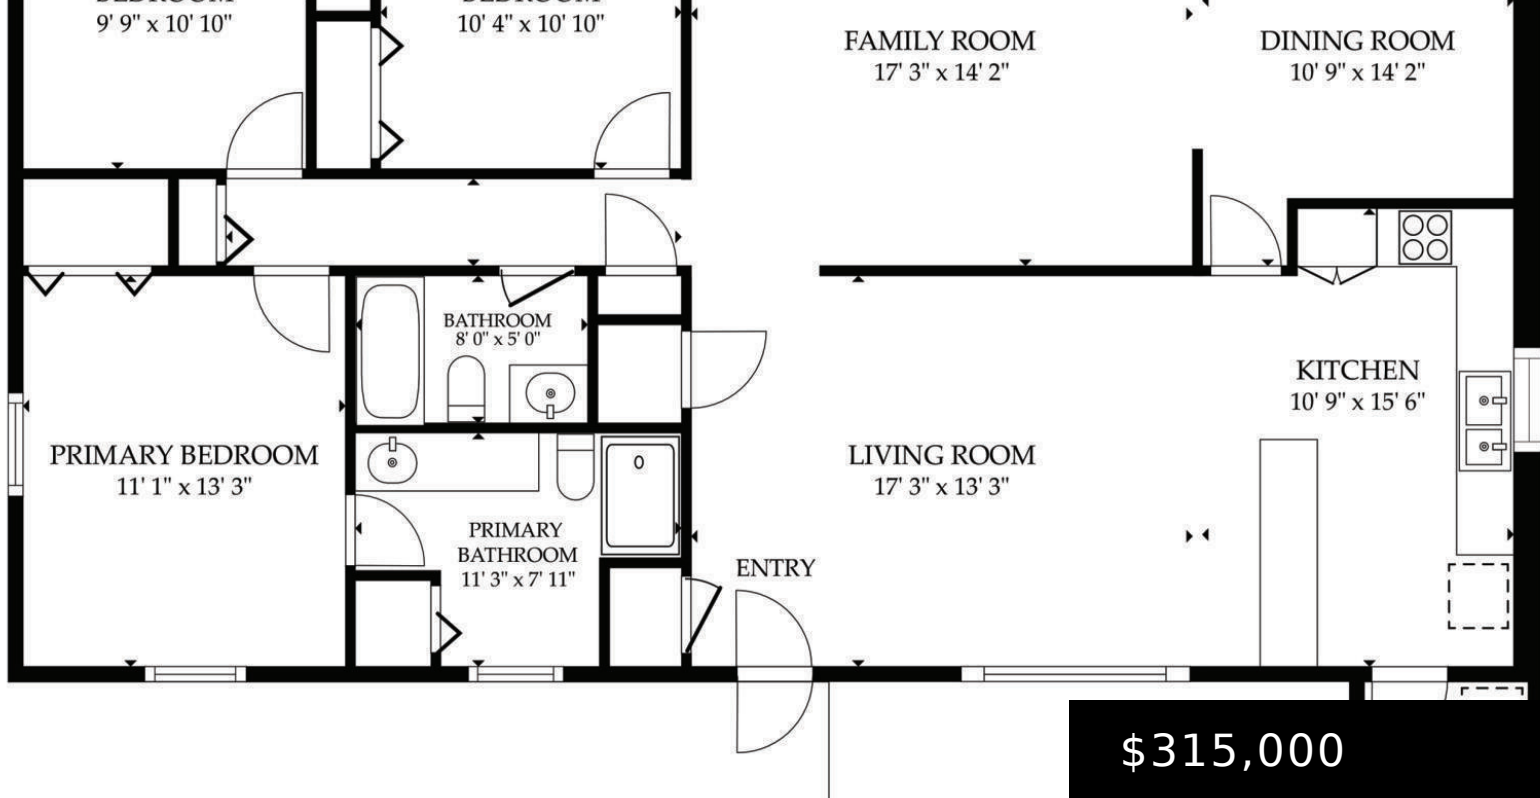 BEDROOM
9' 9" x 10' 10"
BEDROOM
10' 4" x 10' 10"
FAMILY ROOM
17' 3" x 14' 2"
DINING ROOM
10' 9" x 14' 2"
BATHROOM
8' 0" x 5' 0"
KITCHEN
10' 9" x 15' 6"
PRIMARY BEDROOM
11' 1" x 13' 3"
LIVING ROOM
17' 3" x 13' 3"
PRIMARY
BATHROOM
11' 3" x 7' 11"
ENTRY
$315,000